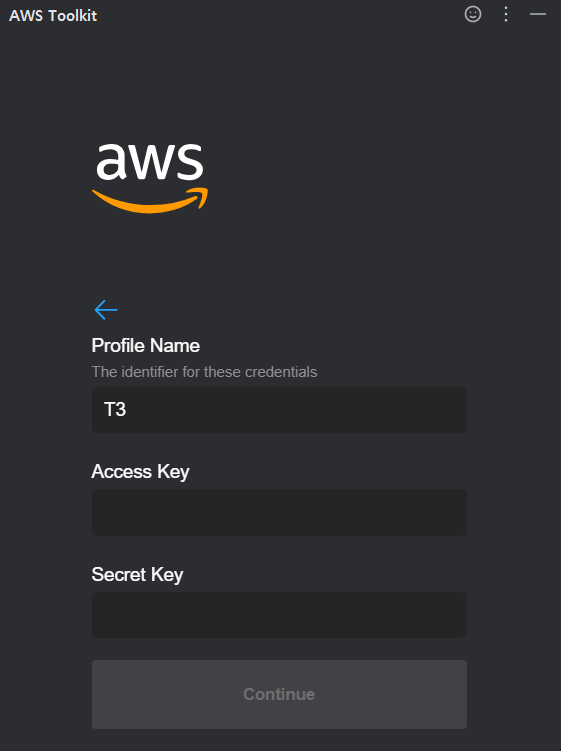 AWS Toolkit
aws
Profile Name
The identifier for these credentials
T3
Access Key
Secret Key
Continue